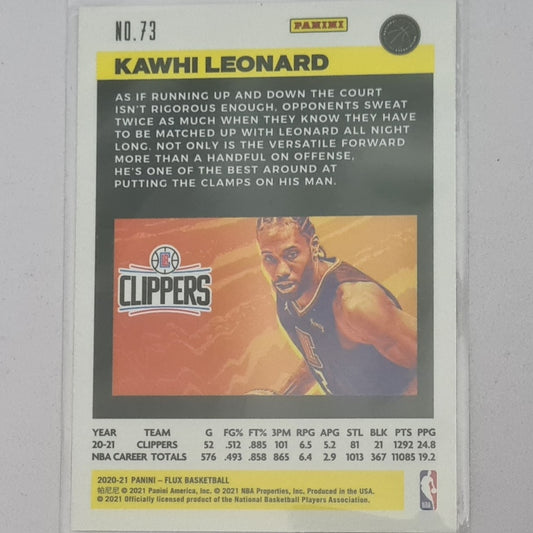 NO.73
PANINI
KAWHI LEONARD
AS IF RUNNING UP AND DOWN THE COURT
ISN'T RIGOROUS ENOUGH, OPPONENTS SWEAT
TWICE AS MUCH WHEN THEY KNOW THEY HAVE
TO BE MATCHED UP WITH LEONARD ALL NIGHT
LONG. NOT ONLY IS THE VERSATILE FORWARD
MORE THAN A HANDFUL ON OFFENSE,
HE'S ONE OF THE BEST AROUND AT
PUTTING THE CLAMPS ON HIS MAN.
CLIPPERS
YEAR TEAM G FG% FT% 3PM RPG APG STL BLK PTS PPG
20-21 CLIPPERS 52 .512 .885 101 6.5 5.2 81 21 1292 24.8
NBA CAREER TOTALS 576 .493 .858 865 6.4 2.9 1013 367 11085 19.2
2020-21 PANINI – FLUX BASKETBALL
帕尼尼 © 2021 Panini America, Inc. © 2021 NBA Properties, Inc. Produced in the USA.
© 2021 Officially licensed product of the National Basketball Players Association.
NBA